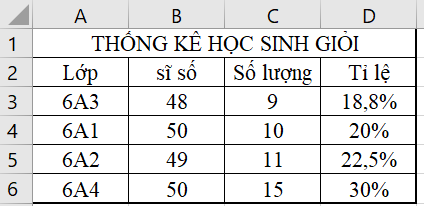 A B C D
1 THỐNG KÊ HỌC SINH GIỎI
2 Lớp sĩ số Số lượng Tỉ lệ
3 6A3 48 9 18,8%
4 6A1 50 10 20%
5 6A2 49 11 22,5%
6 6A4 50 15 30%